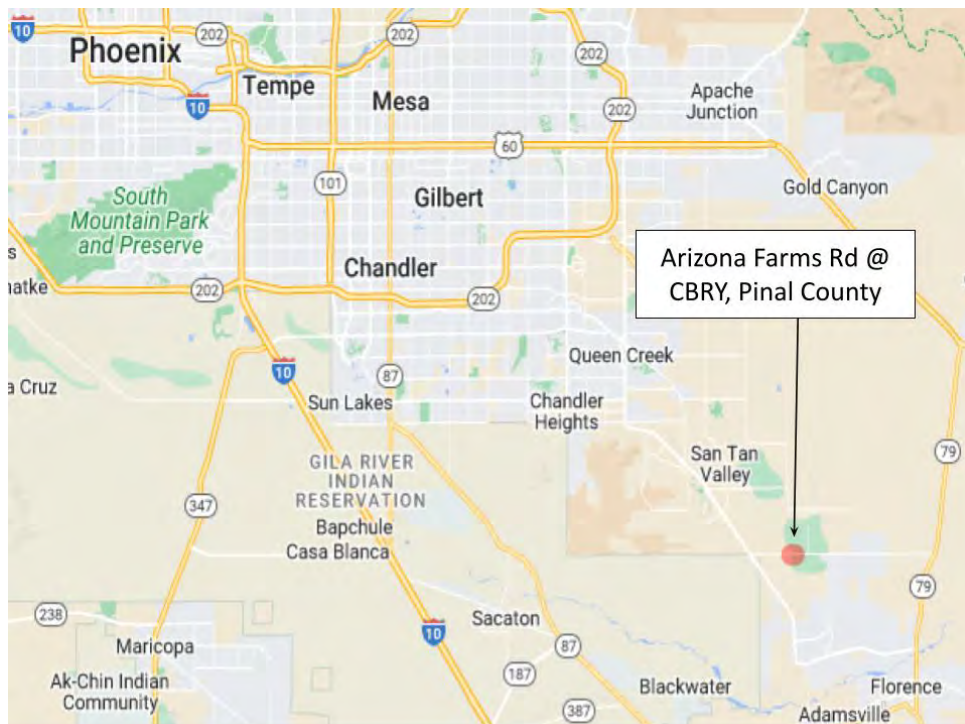 10
202
202
Phoenix
202
Tempe
Mesa
10
Apache
Junction
60
101
South
Mountain Park
and Preserve
Gilbert
Gold Canyon
Arizona Farms Rd @
CBRY, Pinal County
s
natke
202
Chandler
202
10
87
Queen Creek
a Cruz
Sun Lakes
Chandler
Heights
San Tan
Valley
79
GILA RIVER
INDIAN
RESERVATION
347
Bapchule
Casa Blanca
79
238
Maricopa
10
Sacaton
87
187
Ak-Chin Indian
Community
Blackwater
Florence
387
Adamsville